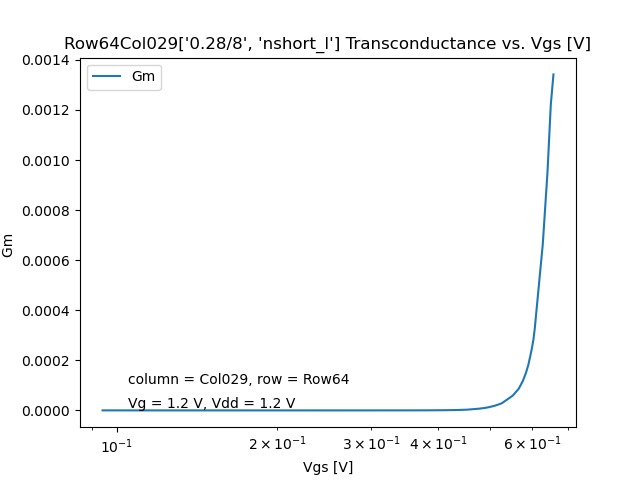 Row64Col029['0.28/8', 'nshort_l'] Transconductance vs. Vgs [V]
Gm
0.0014
0.0012
0.0010
0.0008
0.0006
0.0004
0.0002
0.0000
Gm
column = Col029, row = Row64
Vg = 1.2 V, Vdd = 1.2 V
10⁻¹
2 × 10⁻¹
3 × 10⁻¹
4 × 10⁻¹
6 × 10⁻¹
Vgs [V]